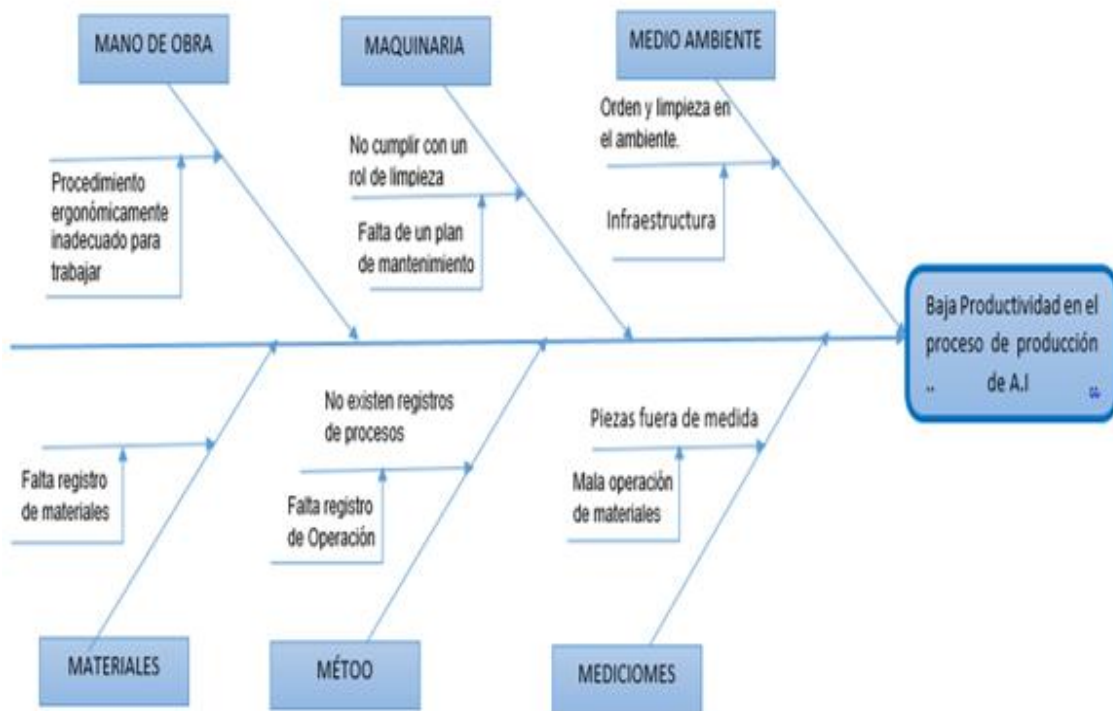 MANO DE OBRA
MAQUINARIA
MEDIO AMBIENTE
Procedimiento
ergonómicamente
inadecuado para
trabajar
No cumplir con un
rol de limpieza
Falta de un plan
de mantenimiento
Orden y limpieza en
el ambiente.
Infraestructura
Baja Productividad en el
proceso de producción
.. de A.I
Falta registro
de materiales
No existen registros
de procesos
Falta registro
de Operación
Piezas fuera de medida
Mala operación
de materiales
MATERIALES
MÉTOO
MEDICIOMES